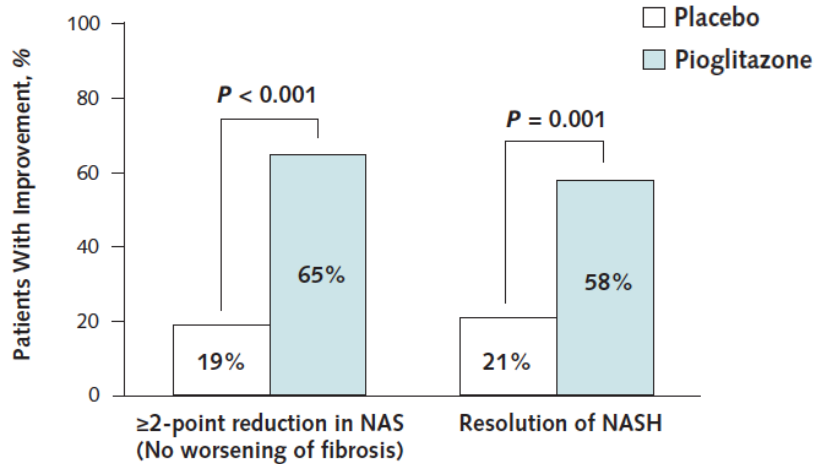 Placebo
Pioglitazone
Patients With Improvement, %
100
80
60
40
20
0
P < 0.001
P = 0.001
19%
65%
21%
58%
≥2-point reduction in NAS
(No worsening of fibrosis)
Resolution of NASH